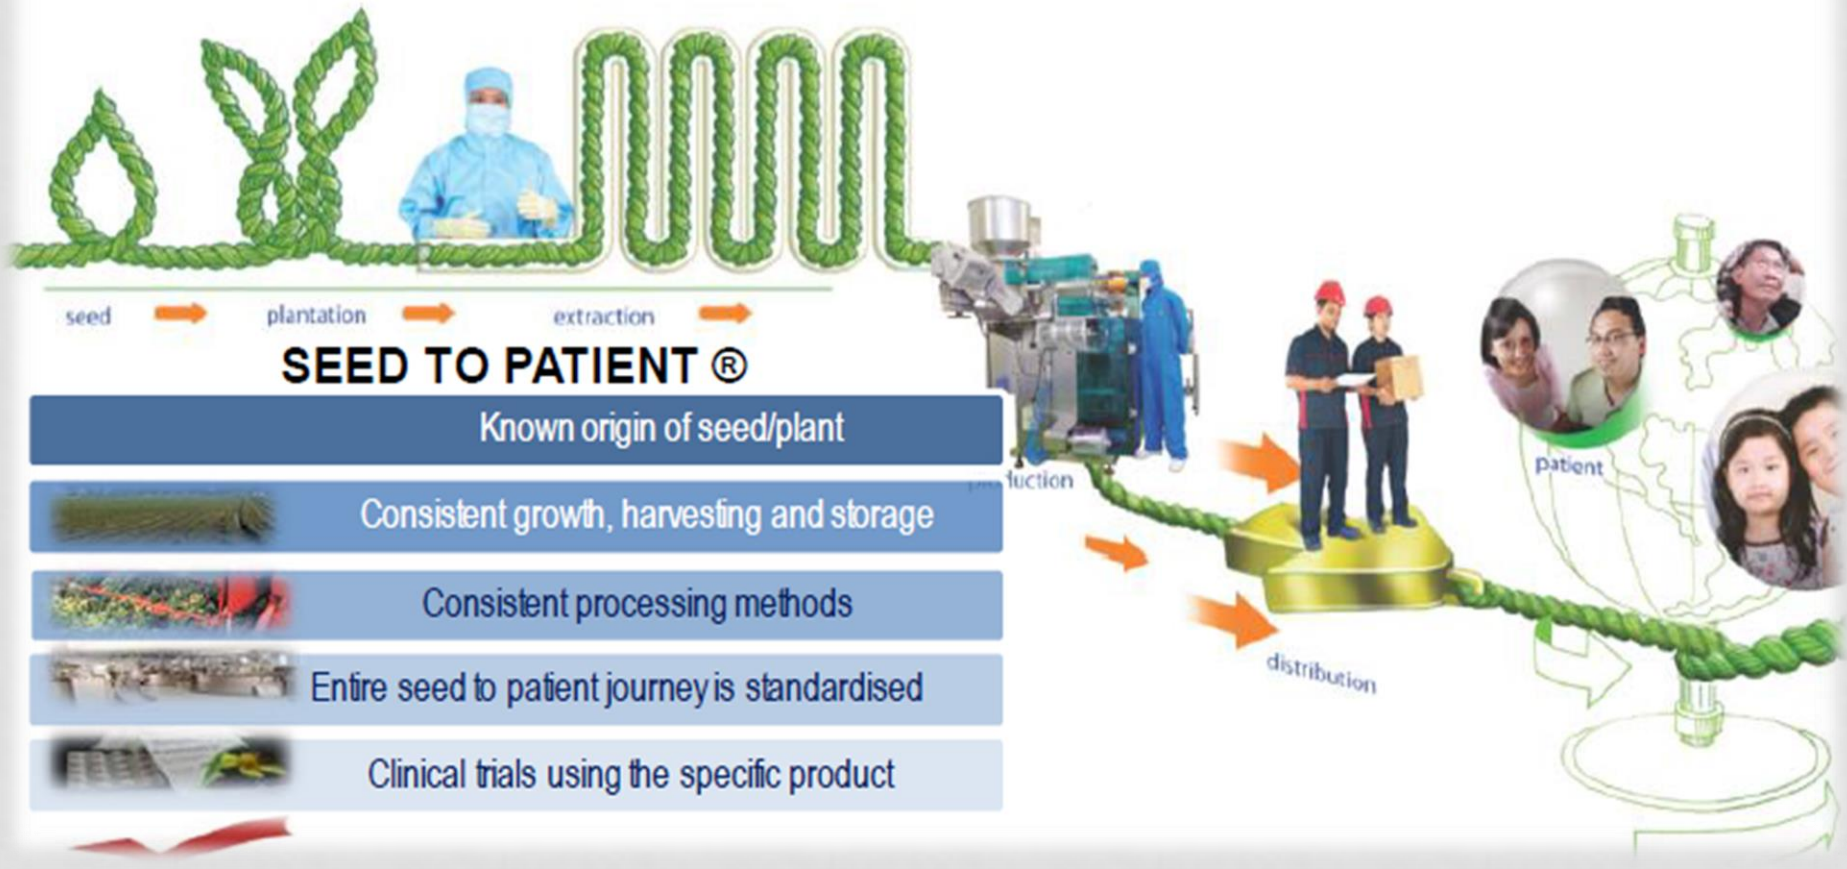 seed
plantation
extraction
SEED TO PATIENT ®
Known origin of seed/plant
Consistent growth, harvesting and storage
Consistent processing methods
Entire seed to patient journey is standardised
Clinical trials using the specific product
production
distribution
patient